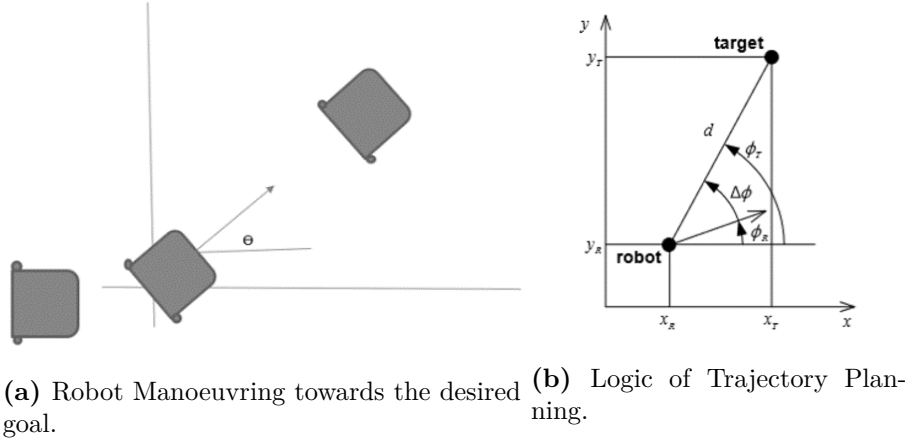 Θ
(a) Robot Manoeuvring towards the desired
goal.
y
target
y_T
d
ϕ_T
Δϕ
ϕ_R
y_R
robot
x_R
x_T
x
(b) Logic of Trajectory Plan-
ning.